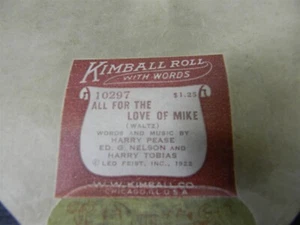 KIMBALL ROLL
WITH WORDS
10297 $1.25
ALL FOR THE
LOVE OF MIKE
(WALTZ)
WORDS AND MUSIC BY
HARRY PEASE
ED. G. NELSON AND
HARRY TOBIAS
© LEO FEIST, INC., 1922
W.W. KIMBALL CO.
CHICAGO, ILL. U.S.A.